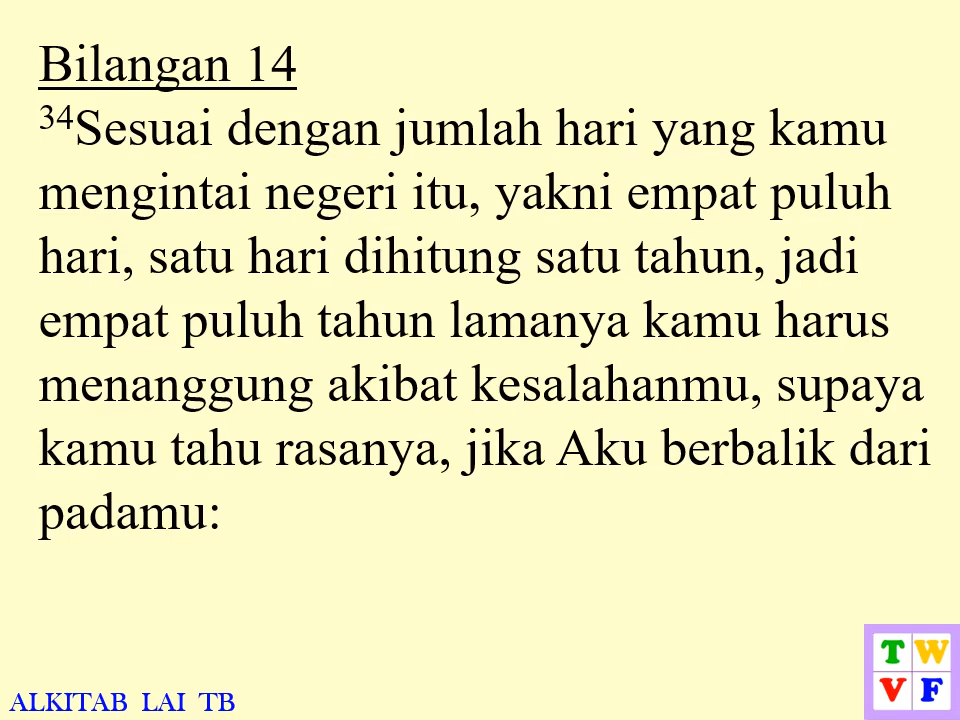 Bilangan 14
34Sesuai dengan jumlah hari yang kamu
mengintai negeri itu, yakni empat puluh
hari, satu hari dihitung satu tahun, jadi
empat puluh tahun lamanya kamu harus
menanggung akibat kesalahanmu, supaya
kamu tahu rasanya, jika Aku berbalik dari
padamu:
T W
V F
ALKITAB LAI TB